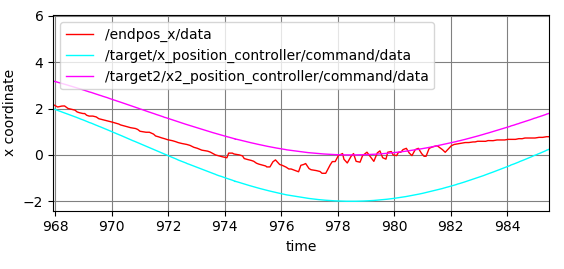 6
/endpos_x/data
/target/x_position_controller/command/data
/target2/x2_position_controller/command/data
4
2
0
−2
x coordinate
968 970 972 974 976 978 980 982 984
time